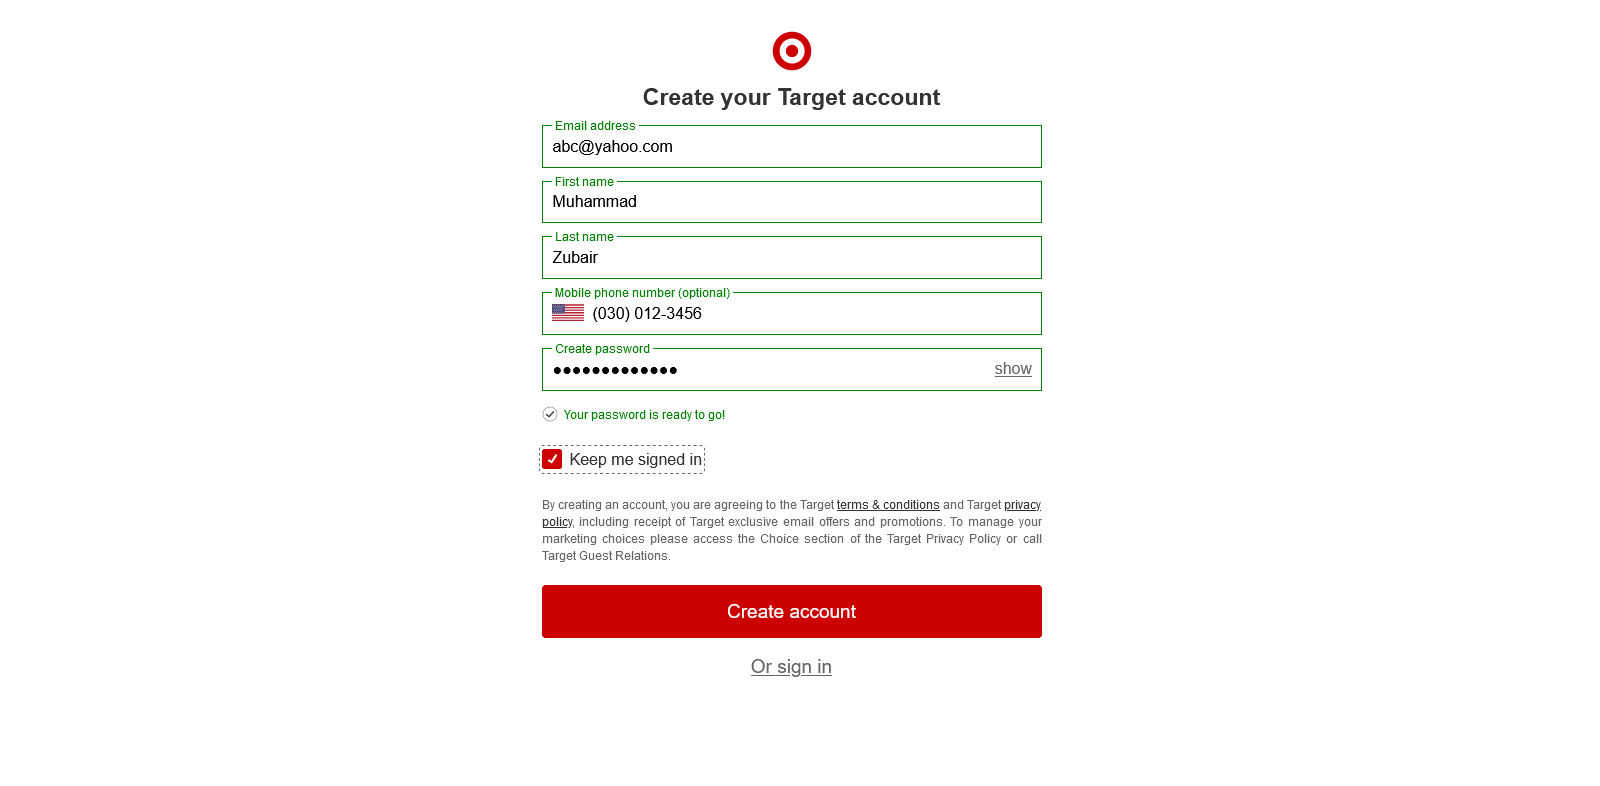 Create your Target account
Email address
abc@yahoo.com
First name
Muhammad
Last name
Zubair
Mobile phone number (optional)
(030) 012-3456
Create password
●●●●●●●●●●●●●
show
Your password is ready to go!
Keep me signed in
By creating an account, you are agreeing to the Target terms & conditions and Target privacy
policy, including receipt of Target exclusive email offers and promotions. To manage your
marketing choices please access the Choice section of the Target Privacy Policy or call
Target Guest Relations.
Create account
Or sign in